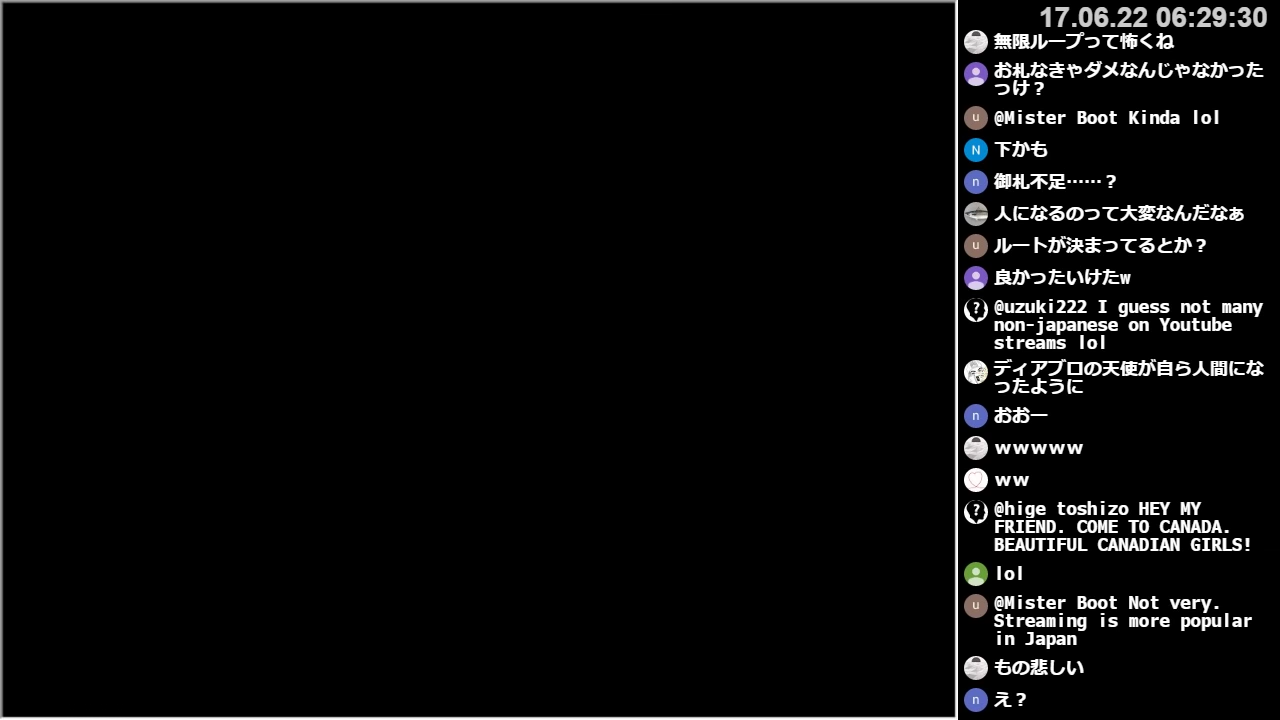 17.06.22 06:29:30
無限ループって怖くね
お札なきゃダメなんじゃなかった
つけ？
u
@Mister Boot Kinda lol
N
下かも
n
御札不足……？
人になるのって大変なんだなぁ
u
ルートが決まってるとか？
良かったいけたw
?
@uzuki222 I guess not many
non-japanese on Youtube
streams lol
ディアブロの天使が自ら人間にな
ったように
n
おおー
wwwww
ww
?
@hige toshizo HEY MY
FRIEND. COME TO CANADA.
BEAUTIFUL CANADIAN GIRLS!
lol
u
@Mister Boot Not very.
Streaming is more popular
in Japan
もの悲しい
n
え？